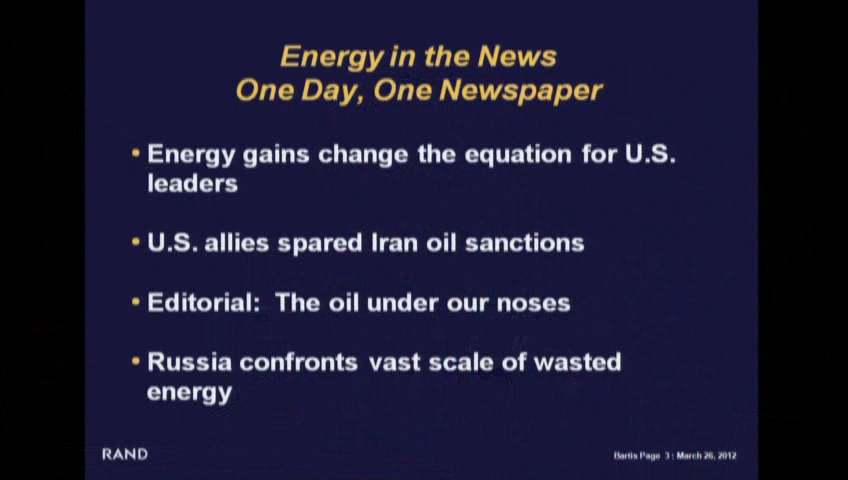 Energy in the News
One Day, One Newspaper
• Energy gains change the equation for U.S.
leaders
• U.S. allies spared Iran oil sanctions
• Editorial: The oil under our noses
• Russia confronts vast scale of wasted
energy
RAND
Bartis Page 3 : March 26, 2012